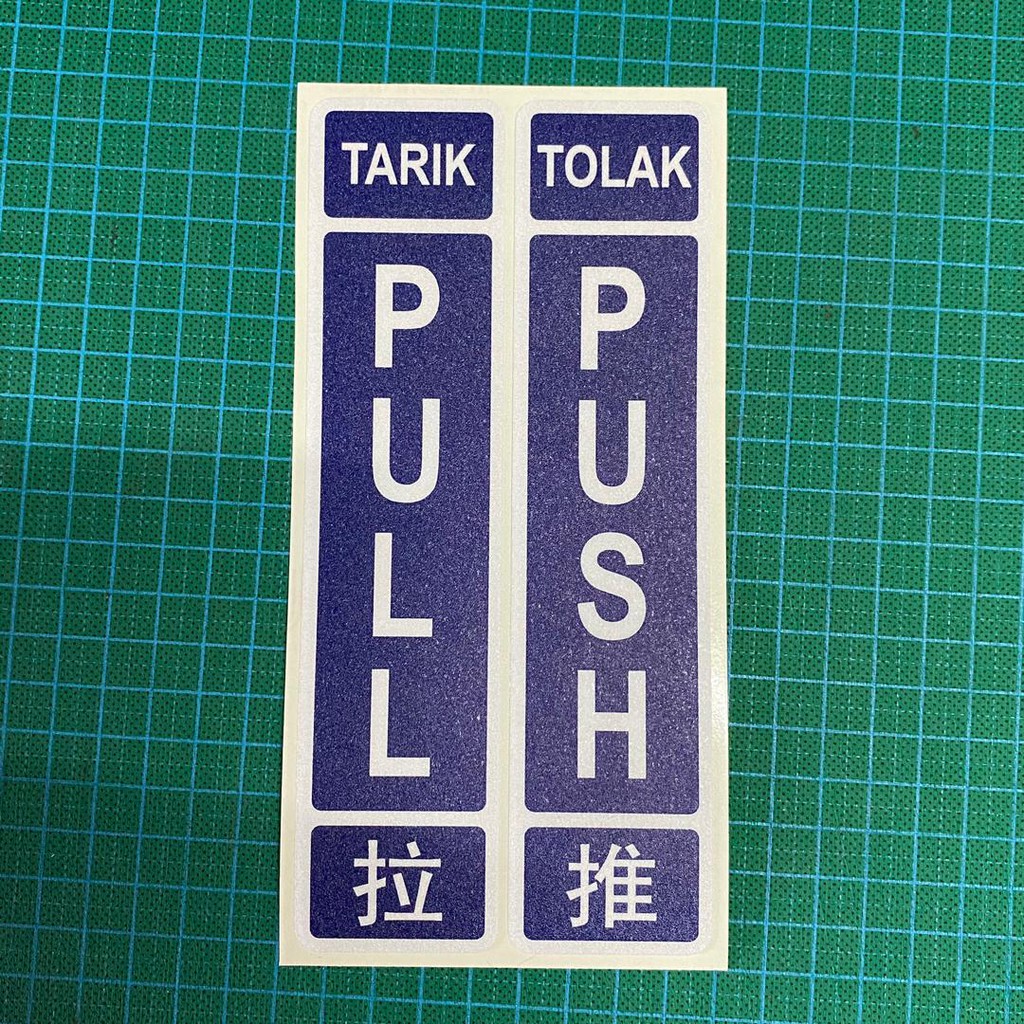 TARIK
PULL
拉
TOLAK
PUSH
推